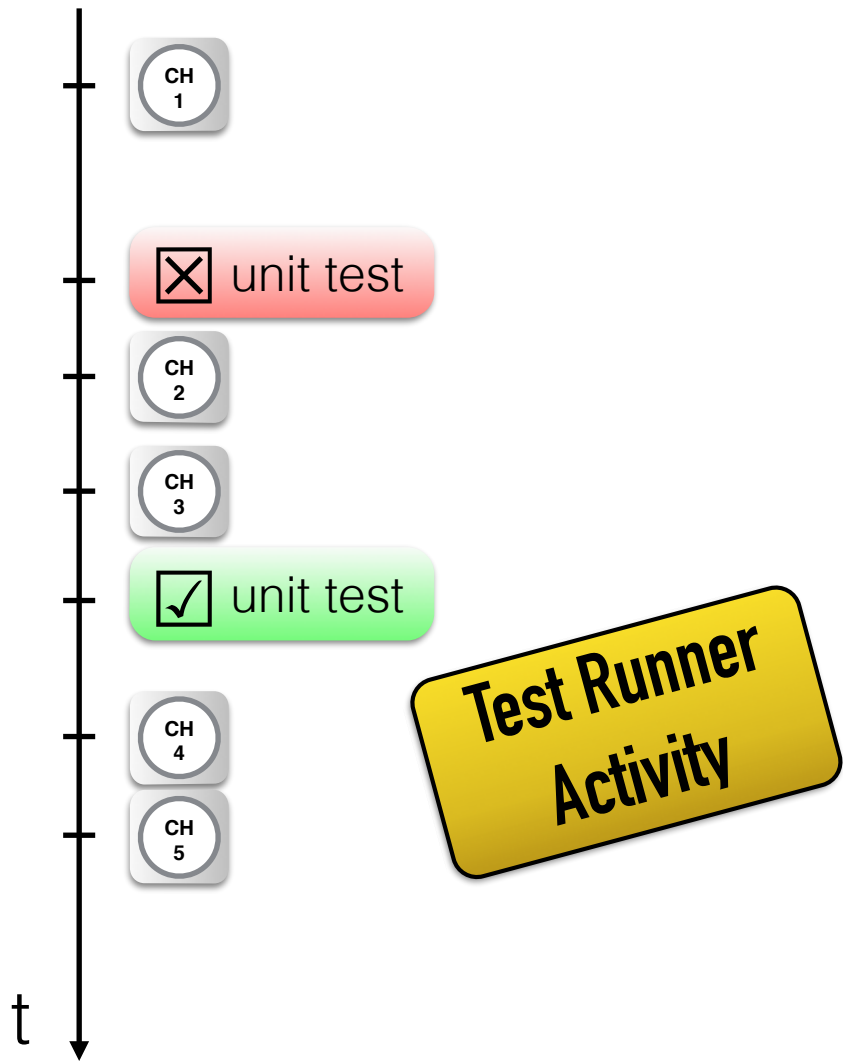 CH
1
☒ unit test
CH
2
CH
3
☑ unit test
Test Runner
Activity
CH
4
CH
5
t